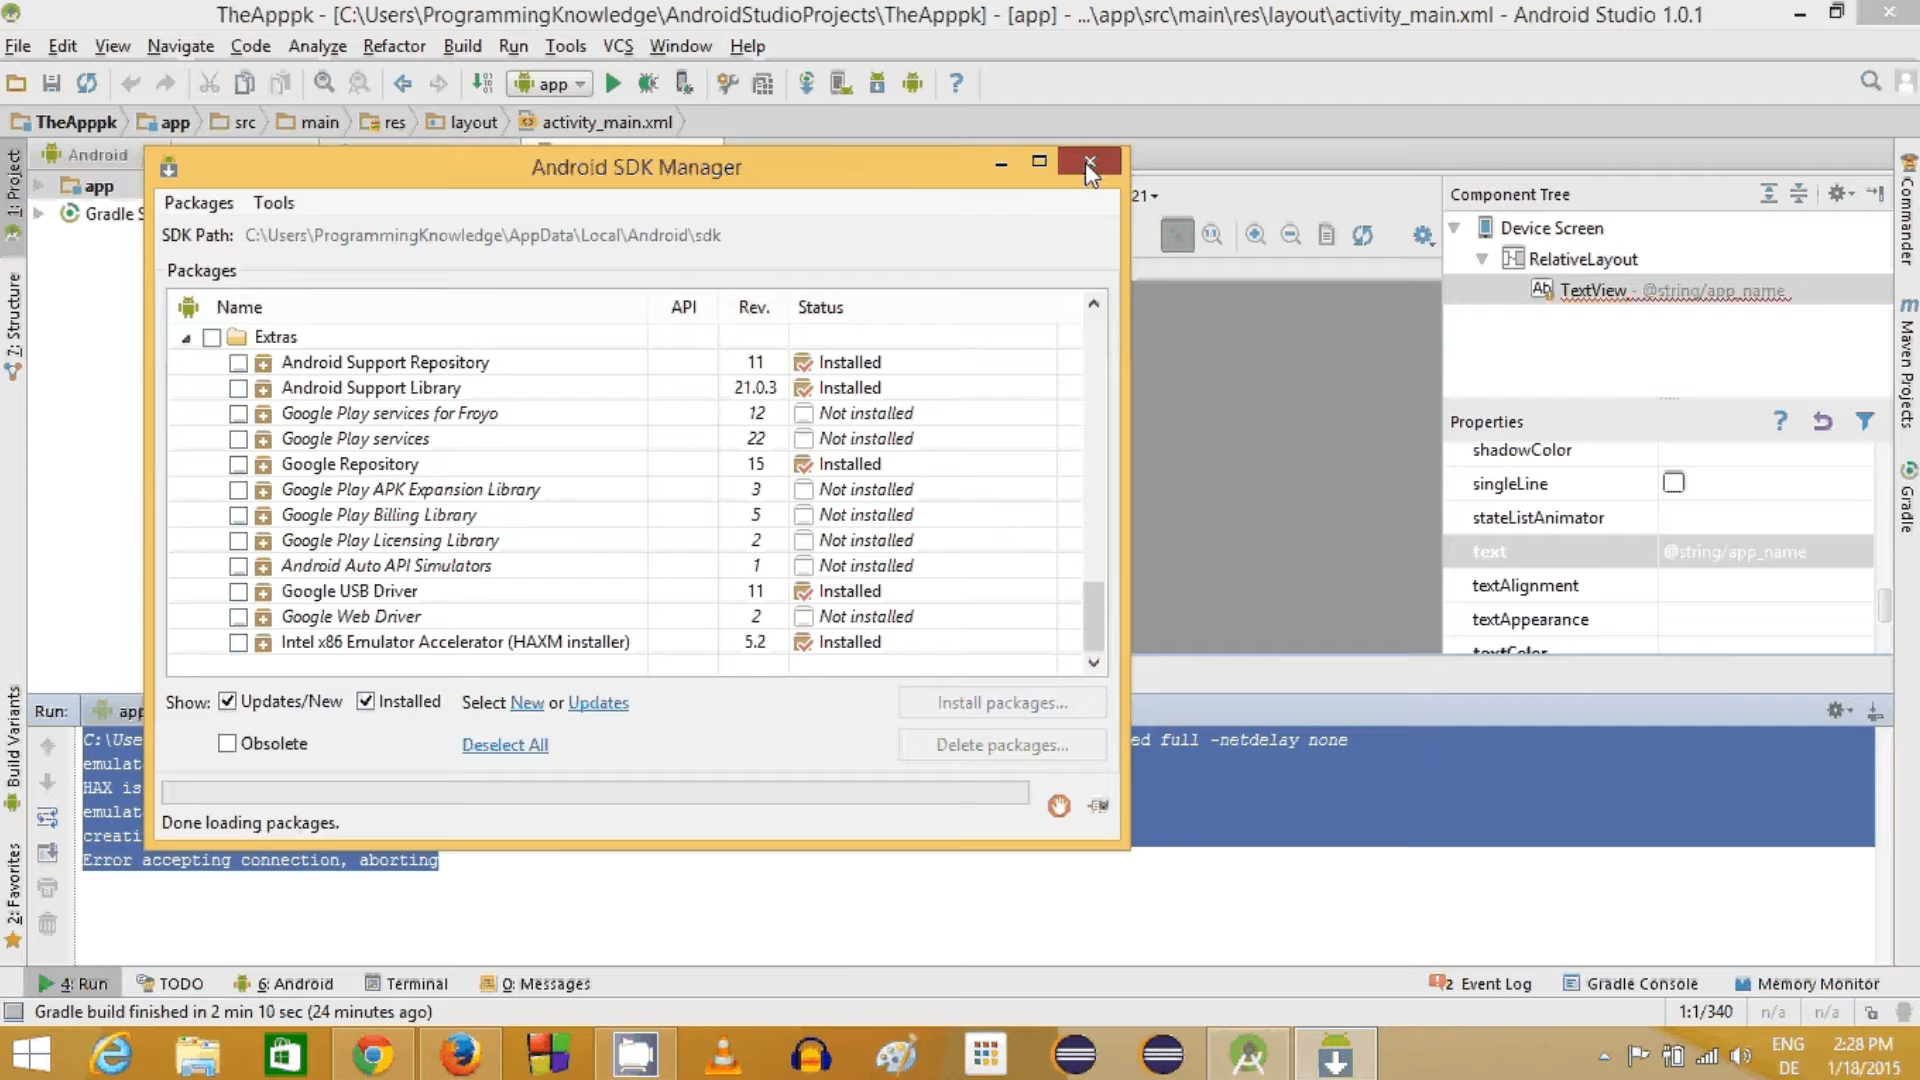 TheApppk - [C:\Users\ProgrammingKnowledge\AndroidStudioProjects\TheApppk] - [app] - ...\app\src\main\res\layout\activity_main.xml - Android Studio 1.0.1
File Edit View Navigate Code Analyze Refactor Build Run Tools VCS Window Help
app
TheApppk app src main res layout activity_main.xml
1: Project
Android
app
Gradle S
7: Structure
Build Variants
2: Favorites
Android SDK Manager
Packages Tools
SDK Path: C:\Users\ProgrammingKnowledge\AppData\Local\Android\sdk
Packages
Name API Rev. Status
Extras
Android Support Repository 11 Installed
Android Support Library 21.0.3 Installed
Google Play services for Froyo 12 Not installed
Google Play services 22 Not installed
Google Repository 15 Installed
Google Play APK Expansion Library 3 Not installed
Google Play Billing Library 5 Not installed
Google Play Licensing Library 2 Not installed
Android Auto API Simulators 1 Not installed
Google USB Driver 11 Installed
Google Web Driver 2 Not installed
Intel x86 Emulator Accelerator (HAXM installer) 5.2 Installed
Show: Updates/New Installed Select New or Updates Install packages...
Obsolete Deselect All Delete packages...
Done loading packages.
21
Component Tree
Device Screen
RelativeLayout
Ab TextView - @string/app_name
Properties
shadowColor
singleLine
stateListAnimator
text @string/app_name
textAlignment
textAppearance
textColor
Commander
Maven Projects
Gradle
Run: app
C:\Use ed full -netdelay none
emulat
HAX is
emulat
creati
Error accepting connection, aborting
4: Run TODO 6: Android Terminal 0: Messages 2 Event Log Gradle Console Memory Monitor
Gradle build finished in 2 min 10 sec (24 minutes ago) 1:1/340 n/a n/a
ENG 2:28 PM
DE 1/18/2015